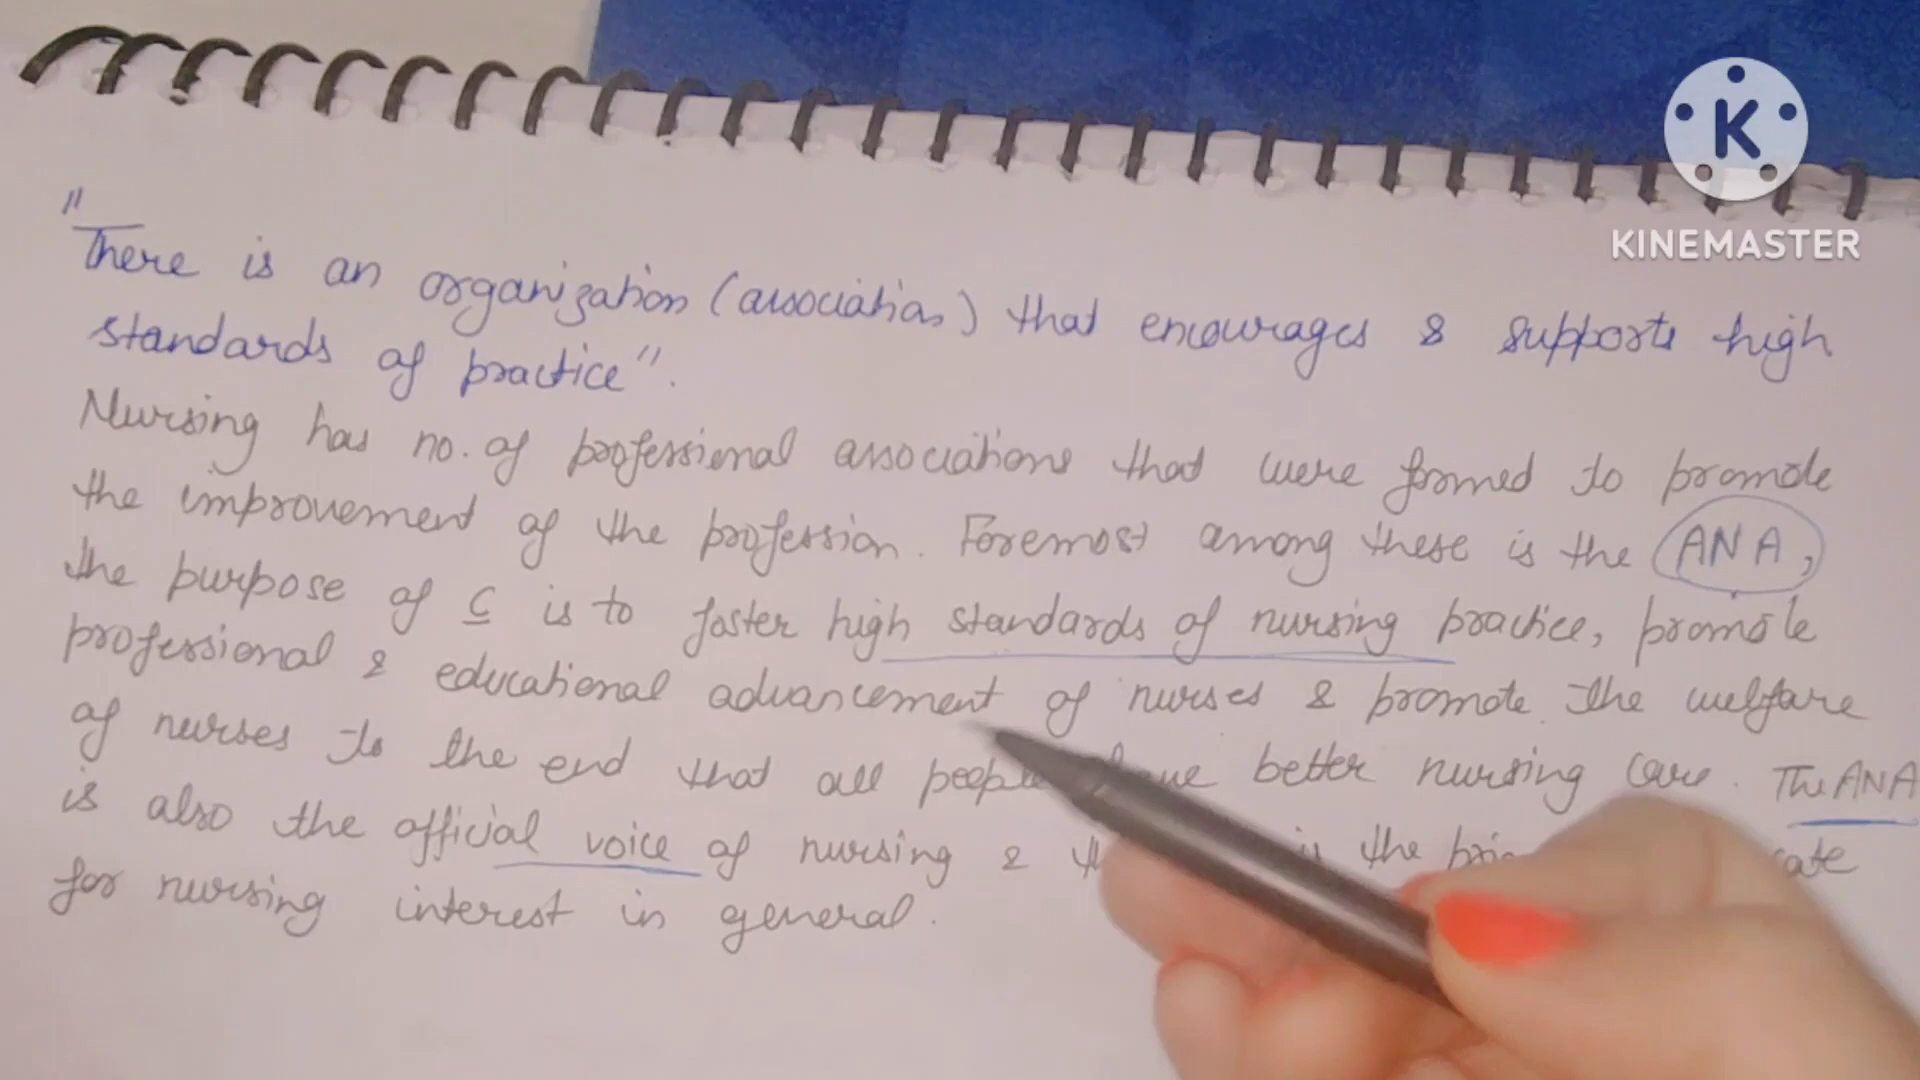 "There is an organization (association) that encourages & supports high
standards of practice".
Nursing has no. of professional associations that were formed to promote
the improvement of the profession. Foremost among these is the ANA,
the purpose of C is to foster high standards of nursing practice, promote
professional & educational advancement of nurses & promote the welfare
of nurses to the end that all people have better nursing care. The ANA
is also the official voice of nursing & is the
for nursing interest in general.
K
KINEMASTER